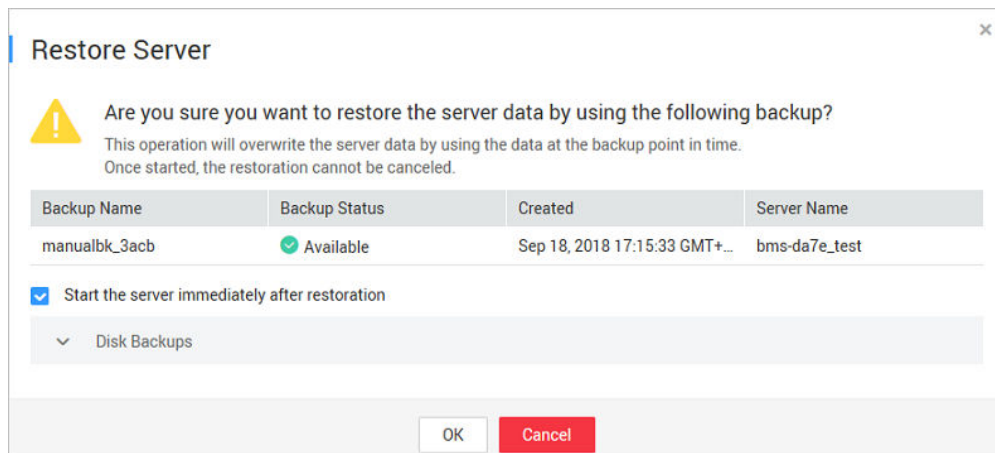 Restore Server
Are you sure you want to restore the server data by using the following backup?
This operation will overwrite the server data by using the data at the backup point in time.
Once started, the restoration cannot be canceled.
Backup Name Backup Status Created Server Name
manualbk_3acb Available Sep 18, 2018 17:15:33 GMT+... bms-da7e_test
Start the server immediately after restoration
Disk Backups
OK Cancel